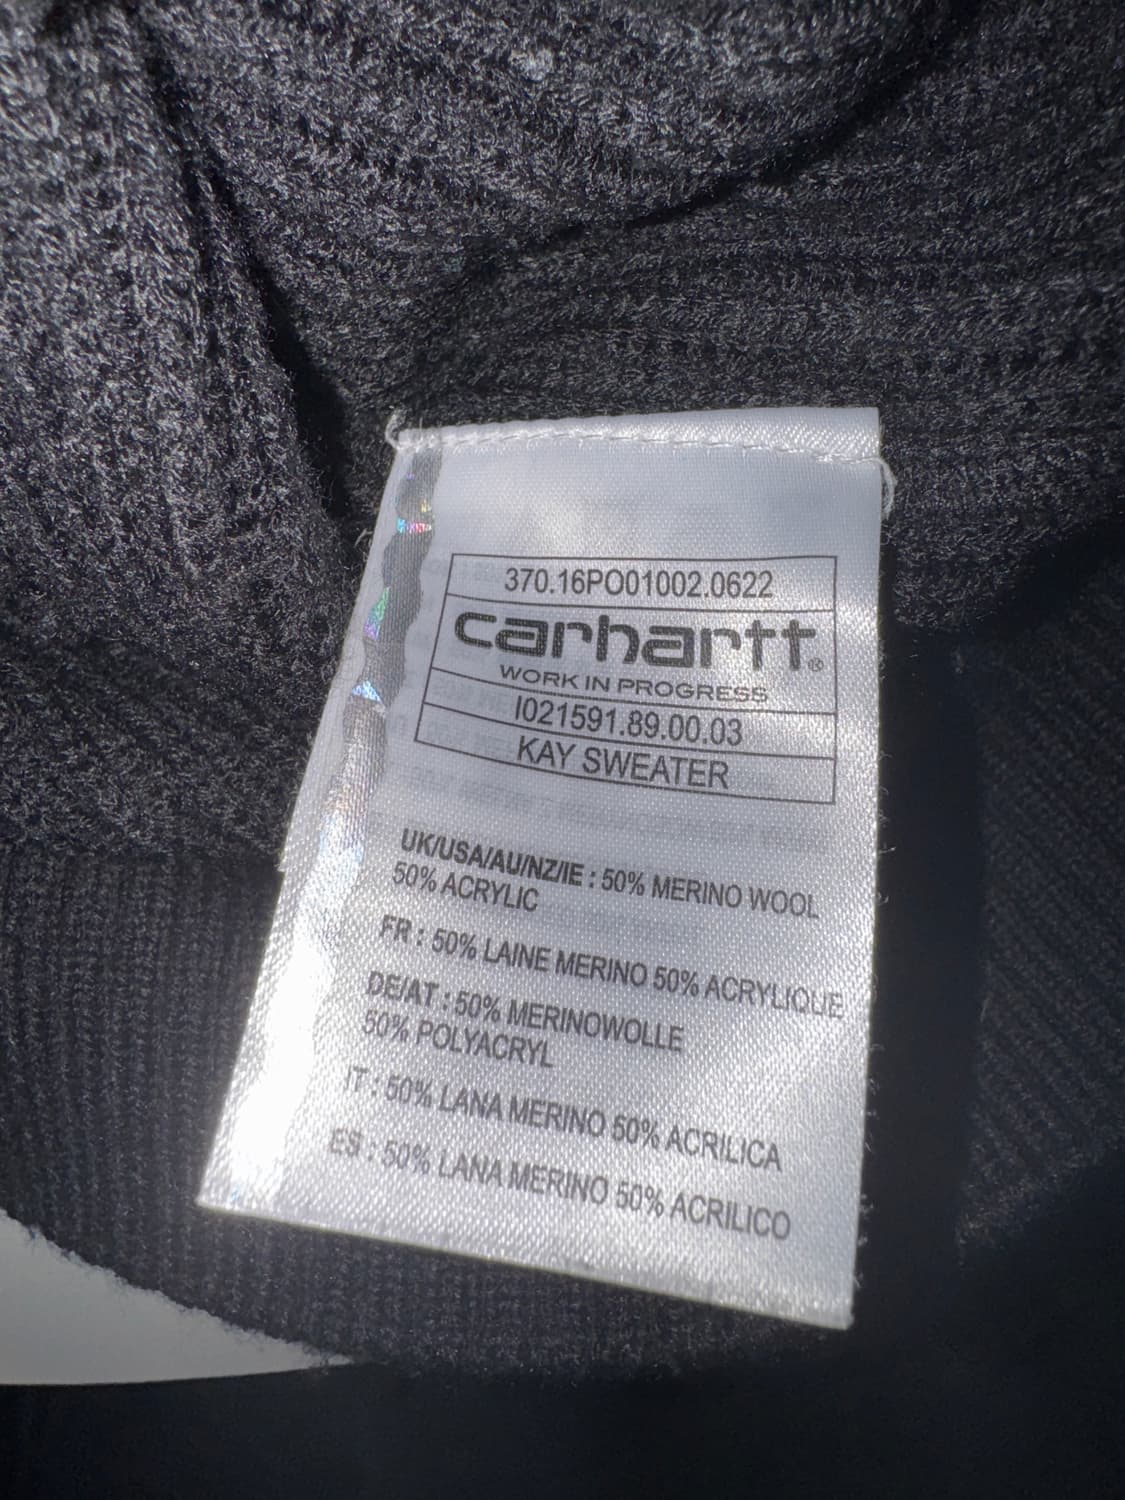 370.16PO01002.0622
carhartt®
WORK IN PROGRESS
I021591.89.00.03
KAY SWEATER
UK/USA/AU/NZ/IE : 50% MERINO WOOL
50% ACRYLIC
FR : 50% LAINE MERINO 50% ACRYLIQUE
DE/AT : 50% MERINOWOLLE
50% POLYACRYL
IT : 50% LANA MERINO 50% ACRILICA
ES : 50% LANA MERINO 50% ACRILICO